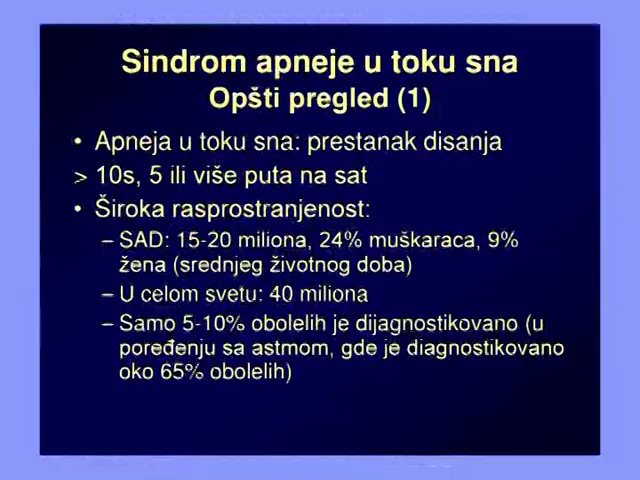 Sindrom apneje u toku sna
Opšti pregled (1)
• Apneja u toku sna: prestanak disanja
> 10s, 5 ili više puta na sat
• Široka rasprostranjenost:
– SAD: 15-20 miliona, 24% muškaraca, 9%
žena (srednjeg životnog doba)
– U celom svetu: 40 miliona
– Samo 5-10% obolelih je dijagnostikovano (u
poređenju sa astmom, gde je diagnostikovano
oko 65% obolelih)